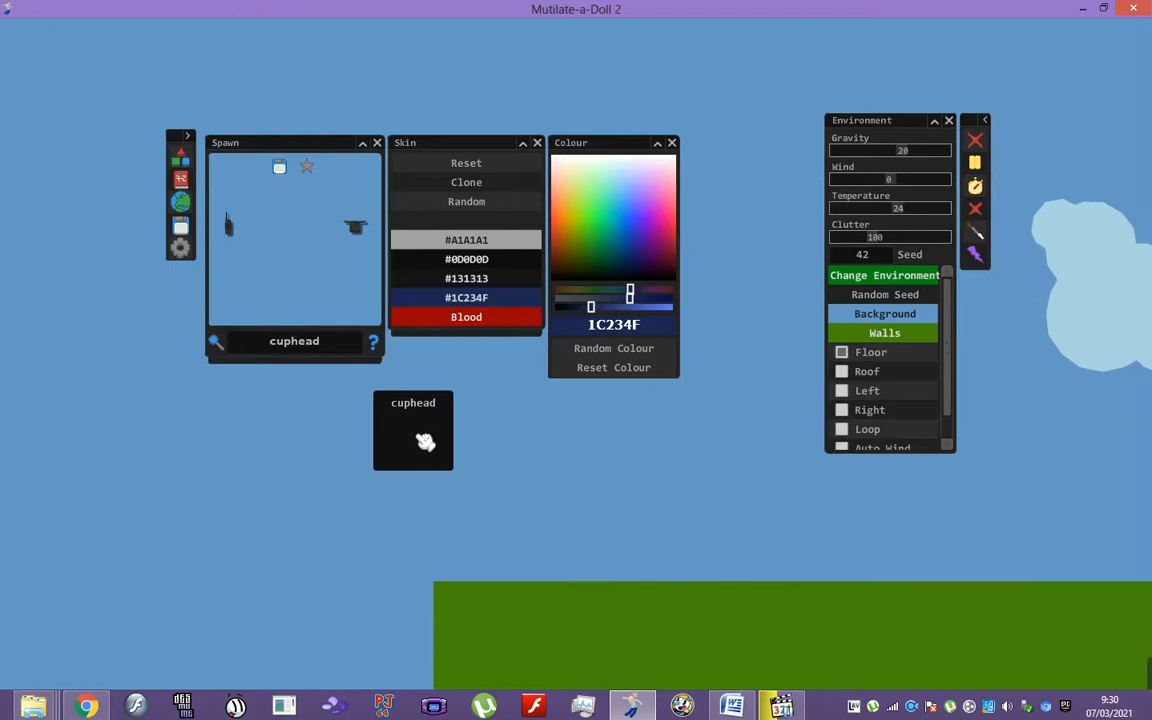 Mutilate-a-Doll 2
Spawn
cuphead
?
Skin
Reset
Clone
Random
#A1A1A1
#0D0D0D
#131313
#1C234F
Blood
Colour
1C234F
Random Colour
Reset Colour
cuphead
Environment
Gravity
20
Wind
0
Temperature
24
Clutter
100
42 Seed
Change Environment
Random Seed
Background
Walls
Floor
Roof
Left
Right
Loop
Auto Wind
9:30
07/03/2021